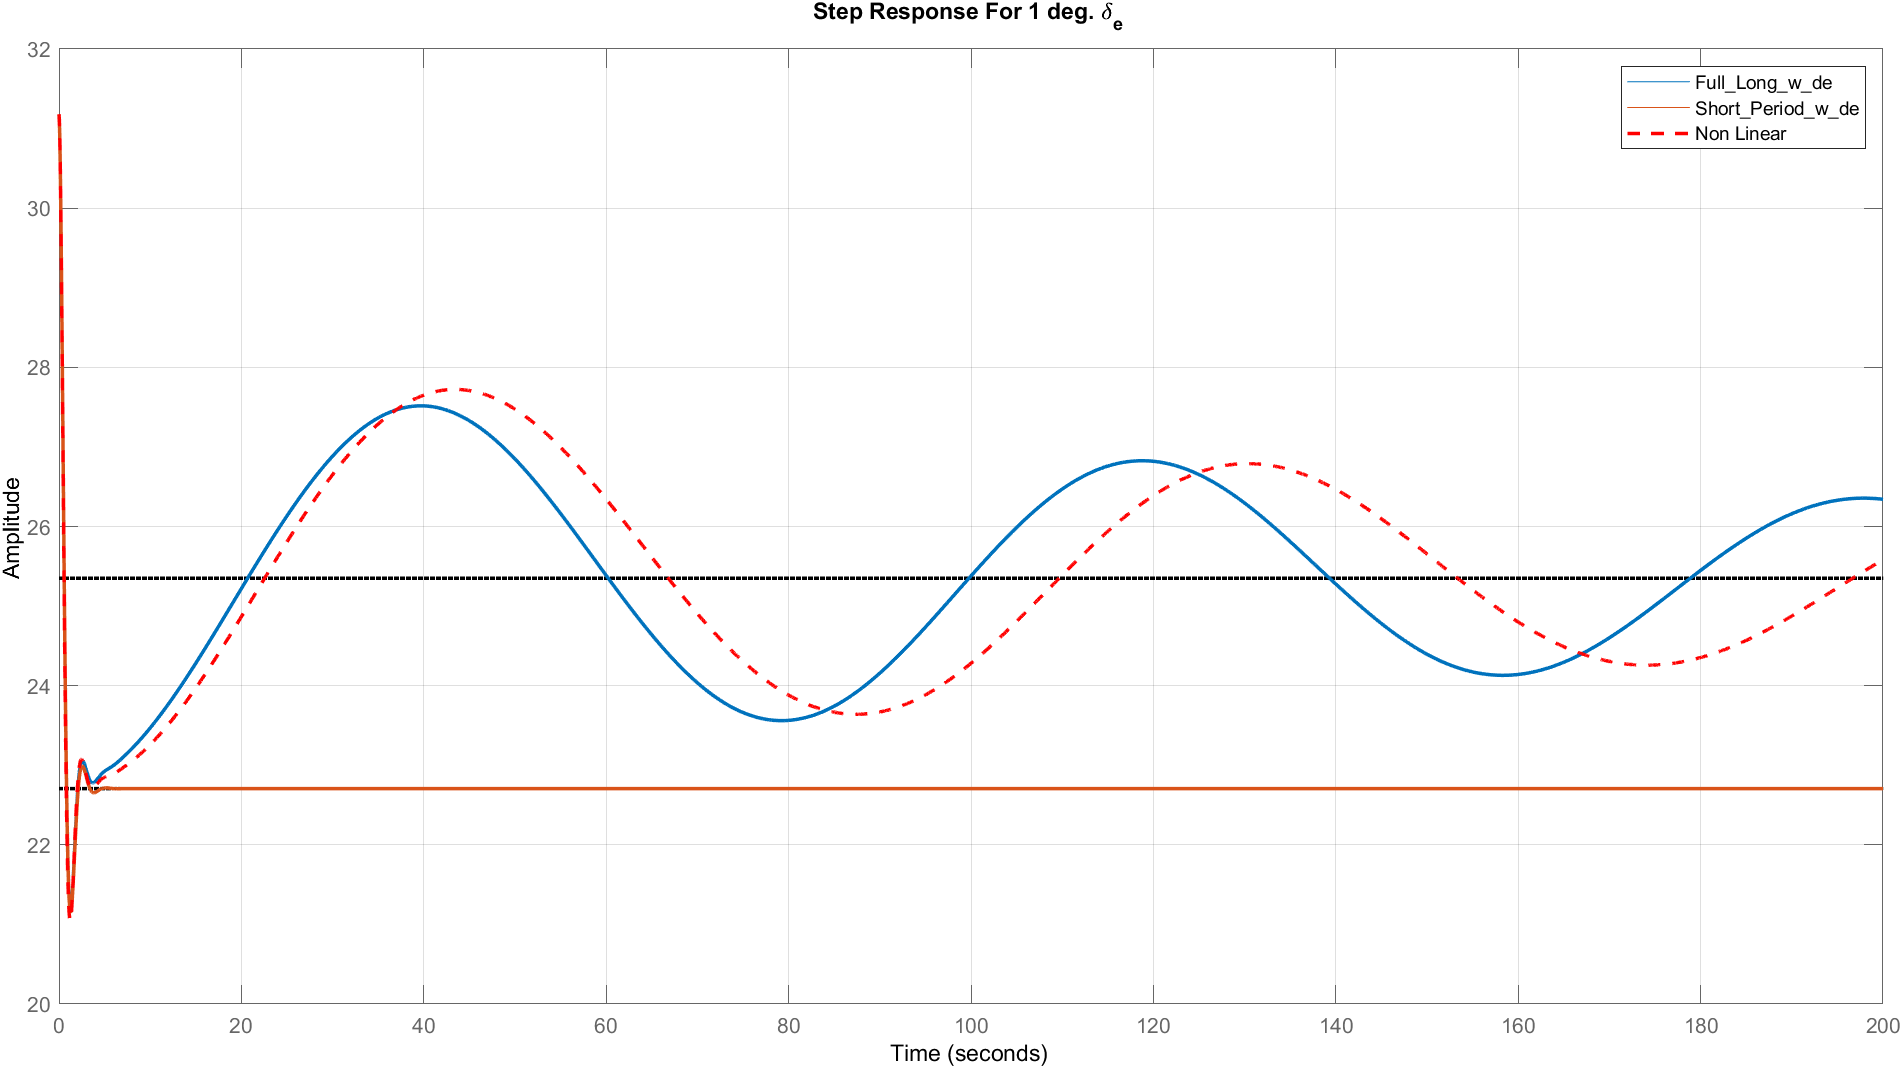 Step Response For 1 deg. δe
32
30
28
26
24
22
20
Amplitude
Full_Long_w_de
Short_Period_w_de
Non Linear
0 20 40 60 80 100 120 140 160 180 200
Time (seconds)